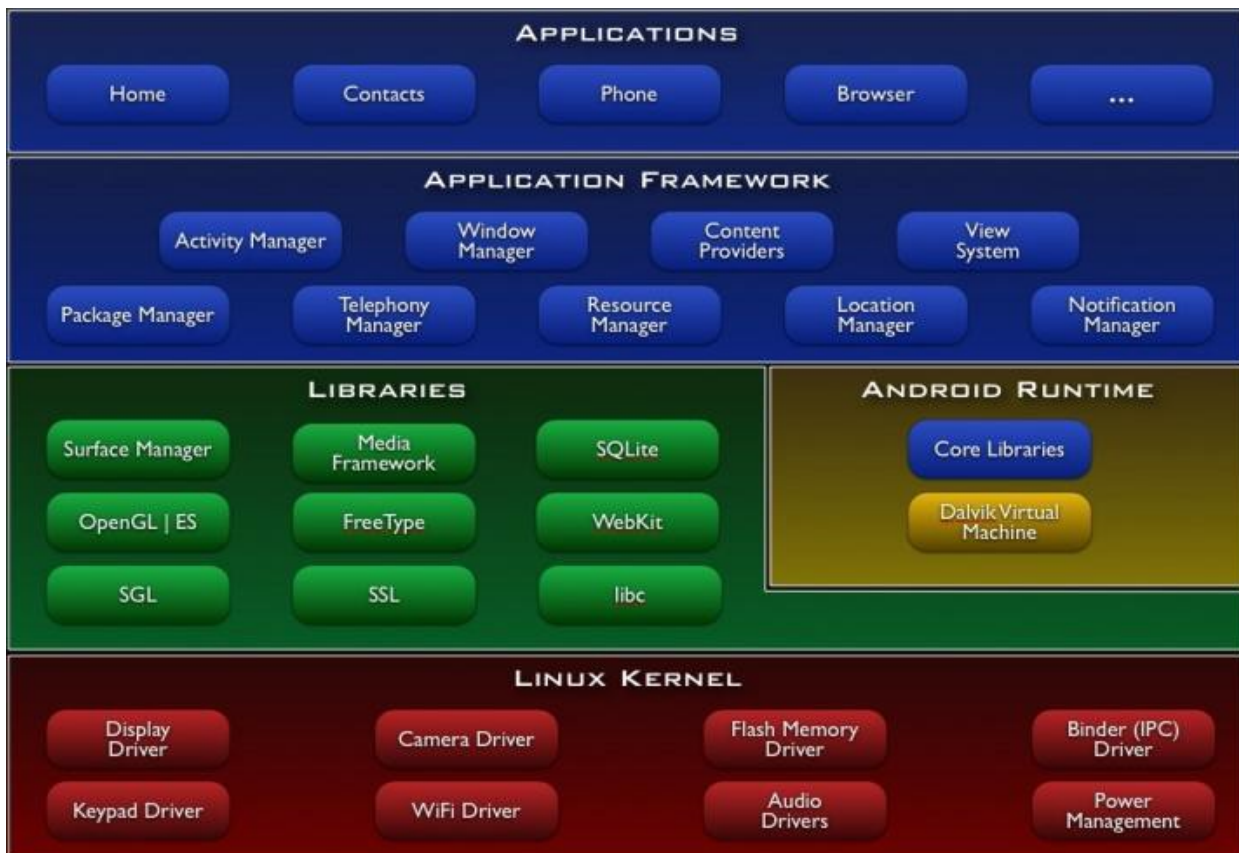 APPLICATIONS
Home
Contacts
Phone
Browser
...
APPLICATION FRAMEWORK
Activity Manager
Window
Manager
Content
Providers
View
System
Package Manager
Telephony
Manager
Resource
Manager
Location
Manager
Notification
Manager
LIBRARIES
Surface Manager
Media
Framework
SQLite
OpenGL | ES
FreeType
WebKit
SGL
SSL
libc
ANDROID RUNTIME
Core Libraries
Dalvik Virtual
Machine
LINUX KERNEL
Display
Driver
Camera Driver
Flash Memory
Driver
Binder (IPC)
Driver
Keypad Driver
WiFi Driver
Audio
Drivers
Power
Management